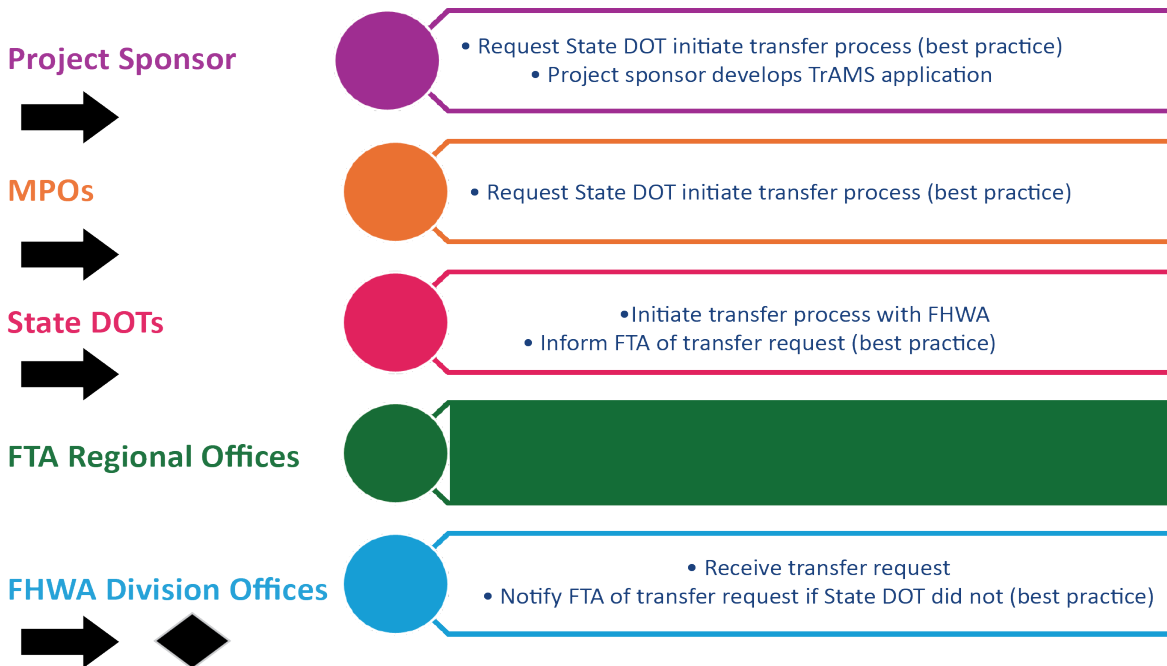 Project Sponsor
• Request State DOT initiate transfer process (best practice)
• Project sponsor develops TrAMS application
MPOs
• Request State DOT initiate transfer process (best practice)
State DOTs
•Initiate transfer process with FHWA
• Inform FTA of transfer request (best practice)
FTA Regional Offices
FHWA Division Offices
• Receive transfer request
• Notify FTA of transfer request if State DOT did not (best practice)